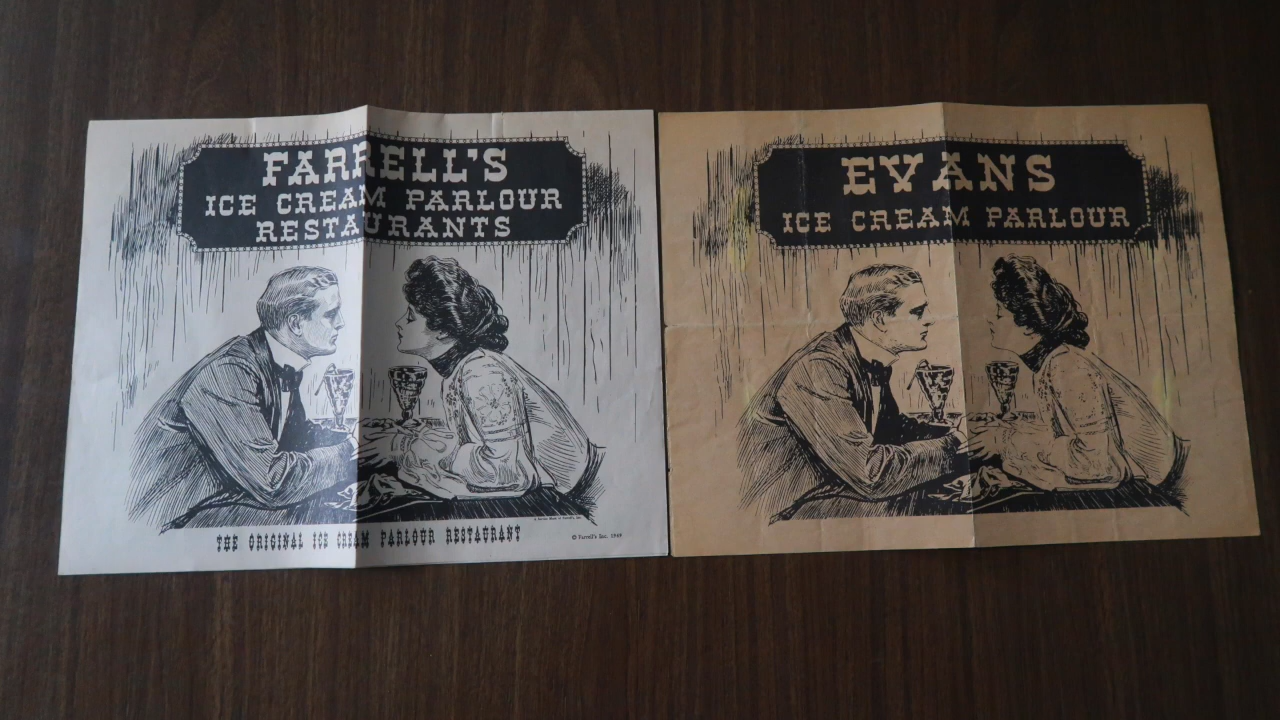 FARRELL'S
ICE CREAM PARLOUR
RESTAURANTS
THE ORIGINAL ICE CREAM PARLOUR RESTAURANT
© Farrell's Inc. 1969
EVANS
ICE CREAM PARLOUR